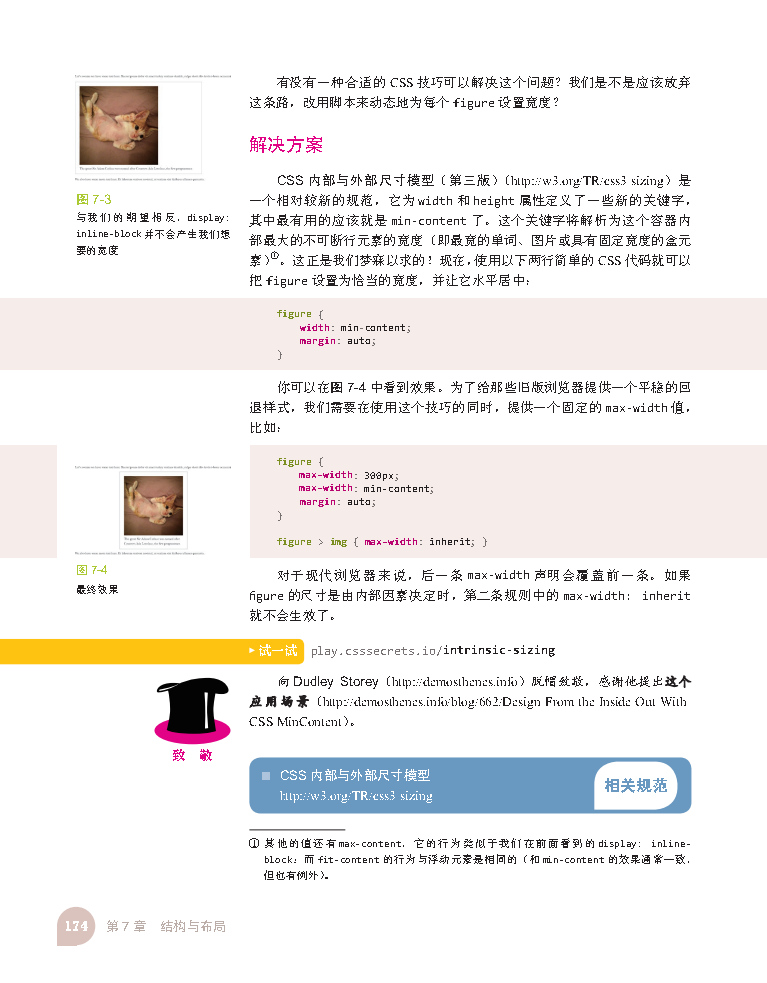 有没有一种合适的 CSS 技巧可以解决这个问题？我们是不是应该放弃
这条路，改用脚本来动态地为每个 figure 设置宽度？
图 7-3
与我们的期望相反，display:
inline-block 并不会产生我们想
要的宽度
解决方案
CSS 内部与外部尺寸模型（第三版）（http://w3.org/TR/css3-sizing）是
一个相对较新的规范，它为 width 和 height 属性定义了一些新的关键字，
其中最有用的应该就是 min-content 了。这个关键字将解析为这个容器内
部最大的不可断行元素的宽度（即最宽的单词、图片或具有固定宽度的盒元
素）①。这正是我们梦寐以求的！现在，使用以下两行简单的 CSS 代码就可以
把 figure 设置为恰当的宽度，并让它水平居中：
figure {
width: min-content;
margin: auto;
}
你可以在图 7-4 中看到效果。为了给那些旧版浏览器提供一个平稳的回
退样式，我们需要在使用这个技巧的同时，提供一个固定的 max-width 值，
比如：
figure {
max-width: 300px;
max-width: min-content;
margin: auto;
}
figure > img { max-width: inherit; }
图 7-4
最终效果
对于现代浏览器来说，后一条 max-width 声明会覆盖前一条。如果
figure 的尺寸是由内部因素决定时，第二条规则中的 max-width: inherit
就不会生效了。
▶ 试一试 play.csssecrets.io/intrinsic-sizing
向 Dudley Storey（http://demosthenes.info）脱帽致敬，感谢他提出这个
应用场景（http://demosthenes.info/blog/662/Design-From-the-Inside-Out-With-
CSS-MinContent）。
致 敬
■ CSS 内部与外部尺寸模型
http://w3.org/TR/css3-sizing
相关规范
① 其他的值还有 max-content，它的行为类似于我们在前面看到的 display: inline-
block；而 fit-content 的行为与浮动元素是相同的（和 min-content 的效果通常一致，
但也有例外）。
174 第 7 章 结构与布局